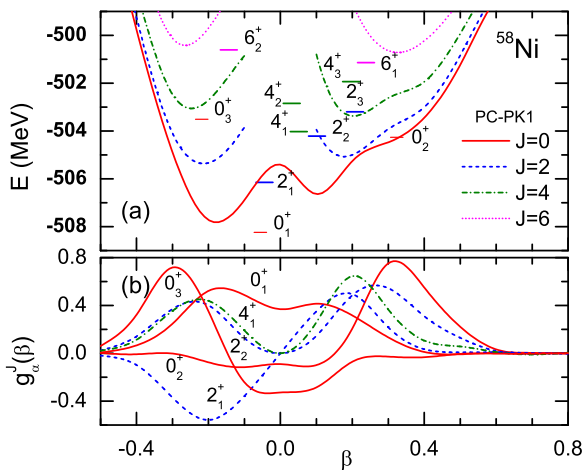 -500
-502
-504
-506
-508
E (MeV)
(a)
⁵⁸Ni
PC-PK1
J=0
J=2
J=4
J=6
6₂⁺
6₁⁺
4₃⁺
2₃⁺
4₂⁺
0₃⁺
4₁⁺
2₂⁺
0₂⁺
2₁⁺
0₁⁺
0.8
0.4
0.0
-0.4
g_α^J(β)
(b)
0₃⁺
0₁⁺
4₁⁺
2₂⁺
0₂⁺
2₁⁺
-0.4 0.0 0.4 0.8
β